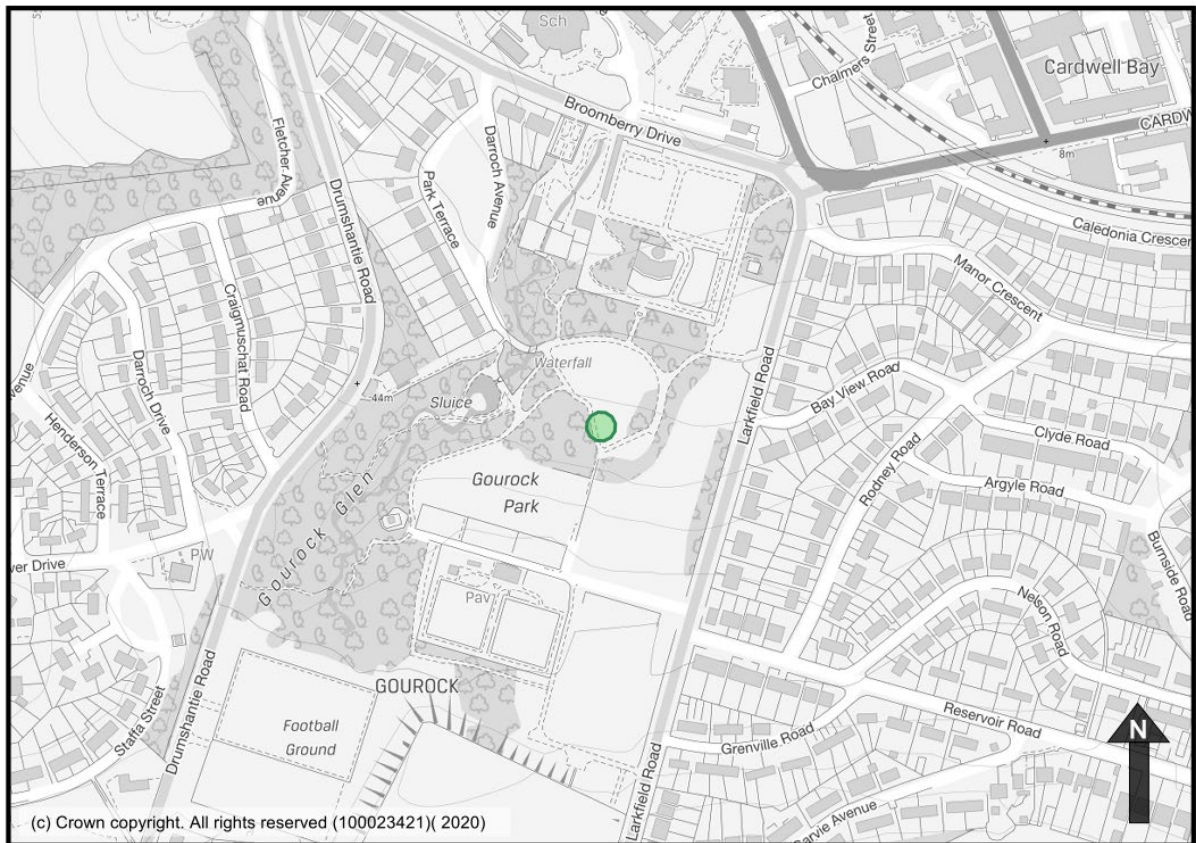 Sch
Chalmers Street
Cardwell Bay
Broomberry Drive
CARDW
8m
Fletcher Avenue
Drumshantie Road
Park Terrace
Darroch Avenue
Caledonia Crescen
Manor Crescent
Craigmuschat Road
Waterfall
Larkfield Road
Bay View Road
44m
Sluice
Darroch Drive
Henderson Terrace
venue
Rodney Road
Clyde Road
Argyle Road
Gourock
Park
Gourock Glen
PW
wer Drive
Burnside Road
Pav
Nelson Road
GOUROCK
Staffa Street
Drumshantie Road
Football
Ground
Reservoir Road
Grenville Road
N
Larkfield Road
arvie Avenue
(c) Crown copyright. All rights reserved (100023421)( 2020)